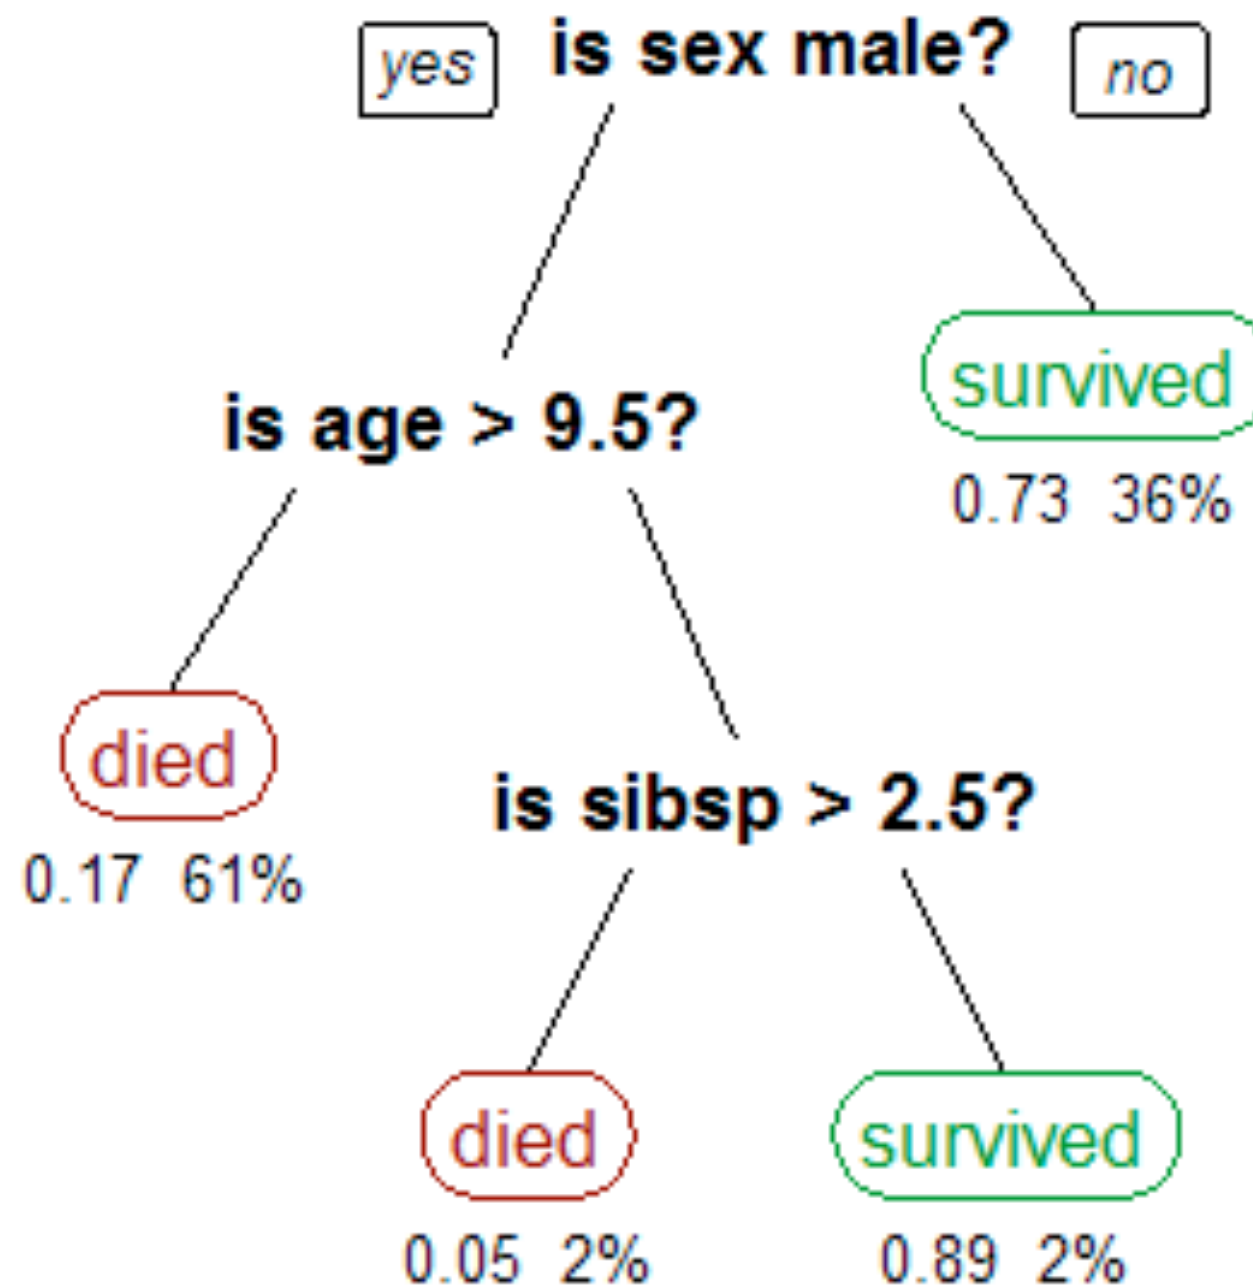 yes is sex male? no
survived
0.73 36%
is age > 9.5?
died
0.17 61%
is sibsp > 2.5?
died survived
0.05 2% 0.89 2%